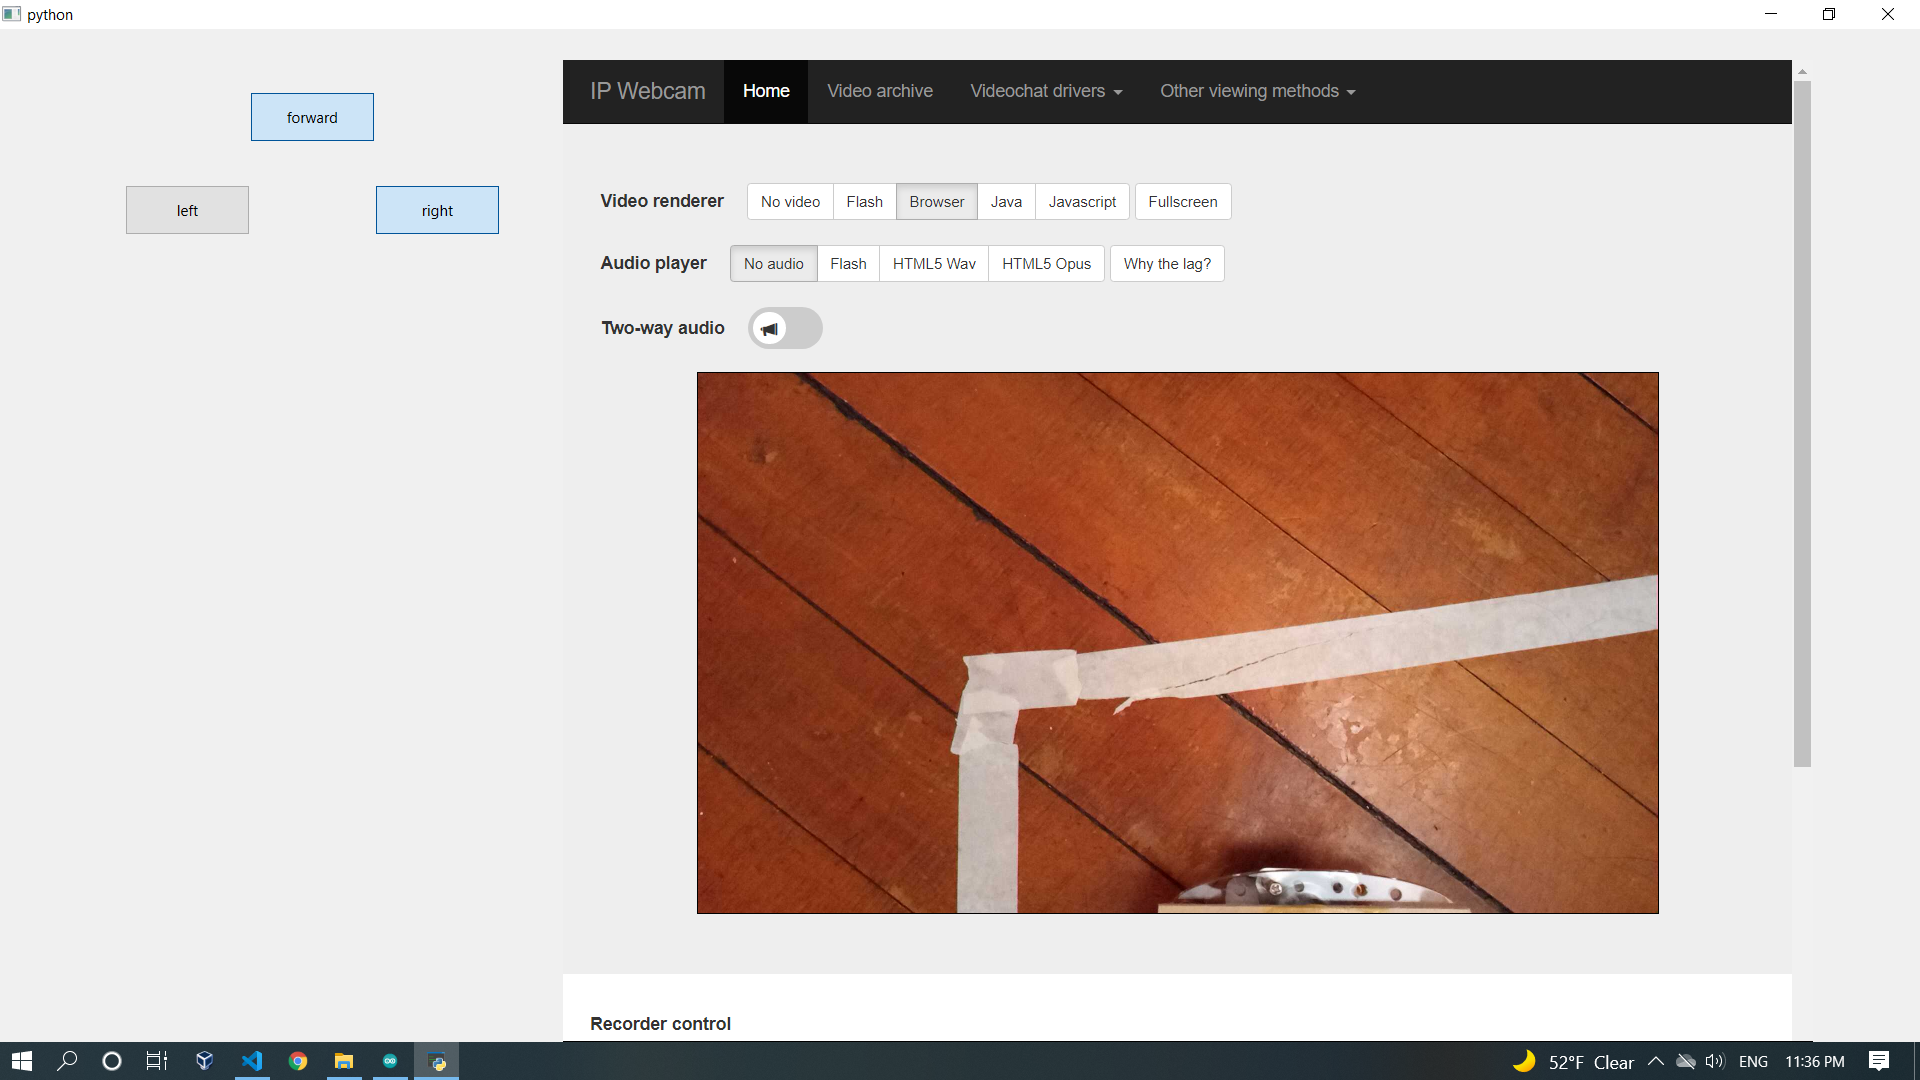 python
forward
left
right
IP Webcam Home Video archive Videochat drivers Other viewing methods
Video renderer No video Flash Browser Java Javascript Fullscreen
Audio player No audio Flash HTML5 Wav HTML5 Opus Why the lag?
Two-way audio
Recorder control
52°F Clear ENG 11:36 PM